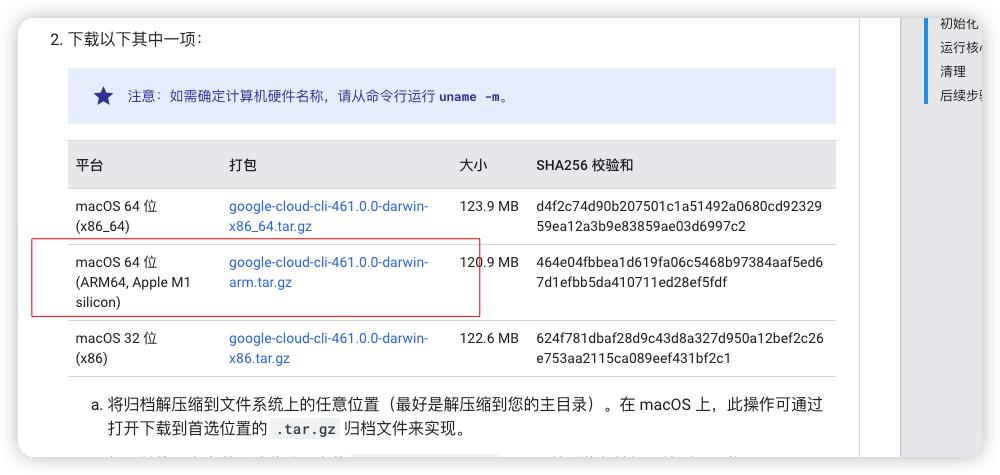 2. 下载以下其中一项：
注意：如需确定计算机硬件名称，请从命令行运行 uname -m。
平台 打包 大小 SHA256 校验和
macOS 64 位 google-cloud-cli-461.0.0-darwin- 123.9 MB d4f2c74d90b207501c1a51492a0680cd9232
(x86_64) x86_64.tar.gz 59ea12a3b9e83859ae03d6997c2
macOS 64 位 google-cloud-cli-461.0.0-darwin- 120.9 MB 464e04fbbea1d619fa06c5468b97384aaf5ed6
(ARM64, Apple M1 arm.tar.gz 7d1efbb5da410711ed28ef5fdf
silicon)
macOS 32 位 google-cloud-cli-461.0.0-darwin- 122.6 MB 624f781dbaf28d9c43d8a327d950a12bef2c26
(x86) x86.tar.gz e753aa2115ca089eef431bf2c1
a. 将归档解压缩到文件系统上的任意位置（最好是解压缩到您的主目录）。在 macOS 上，此操作可通过
打开下载到首选位置的 .tar.gz 归档文件来实现。
初始化
运行核
清理
后续步